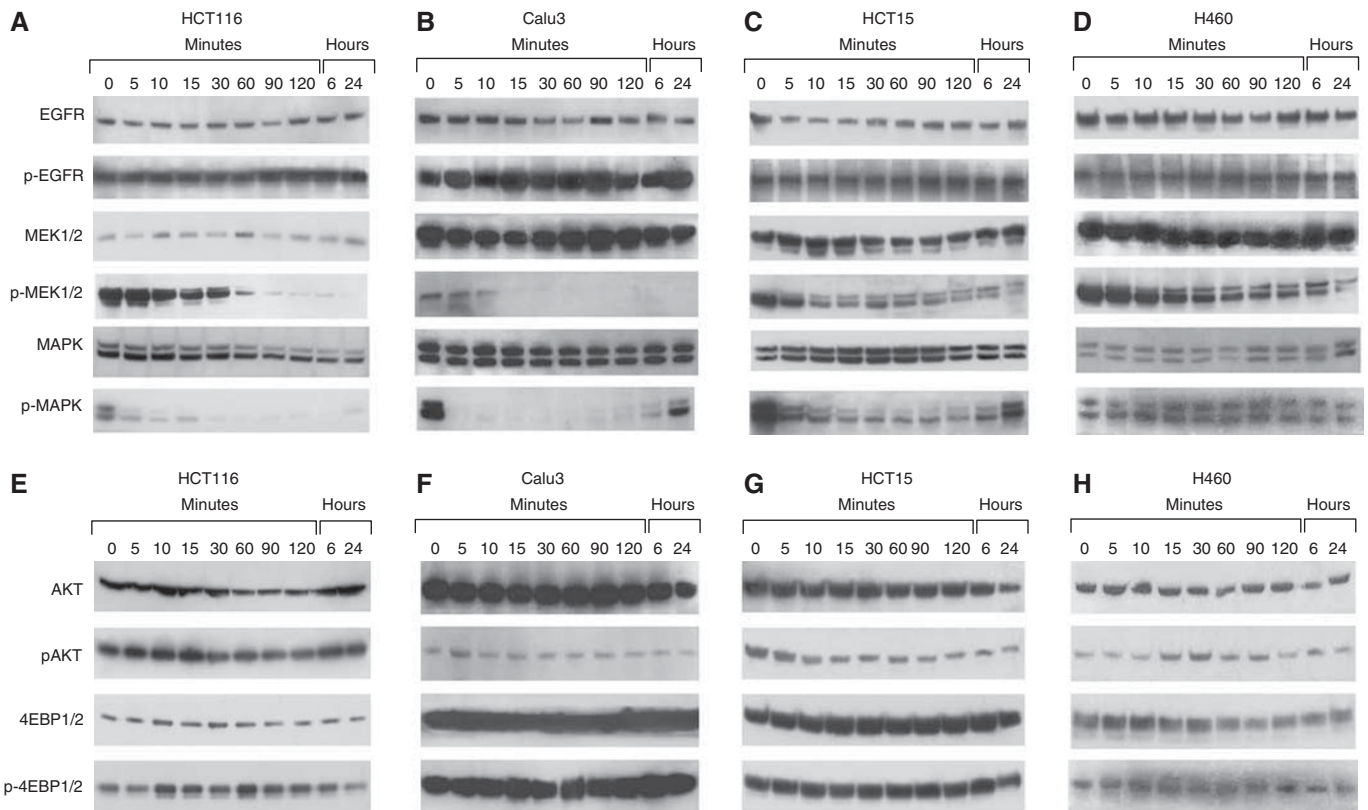 A HCT116 B Calu3 C HCT15 D H460
Minutes Hours Minutes Hours Minutes Hours Minutes Hours
0 5 10 15 30 60 90 120 6 24 0 5 10 15 30 60 90 120 6 24 0 5 10 15 30 60 90 120 6 24 0 5 10 15 30 60 90 120 6 24
EGFR
p-EGFR
MEK1/2
p-MEK1/2
MAPK
p-MAPK
E HCT116 F Calu3 G HCT15 H H460
Minutes Hours Minutes Hours Minutes Hours Minutes Hours
0 5 10 15 30 60 90 120 6 24 0 5 10 15 30 60 90 120 6 24 0 5 10 15 30 60 90 120 6 24 0 5 10 15 30 60 90 120 6 24
AKT
pAKT
4EBP1/2
p-4EBP1/2